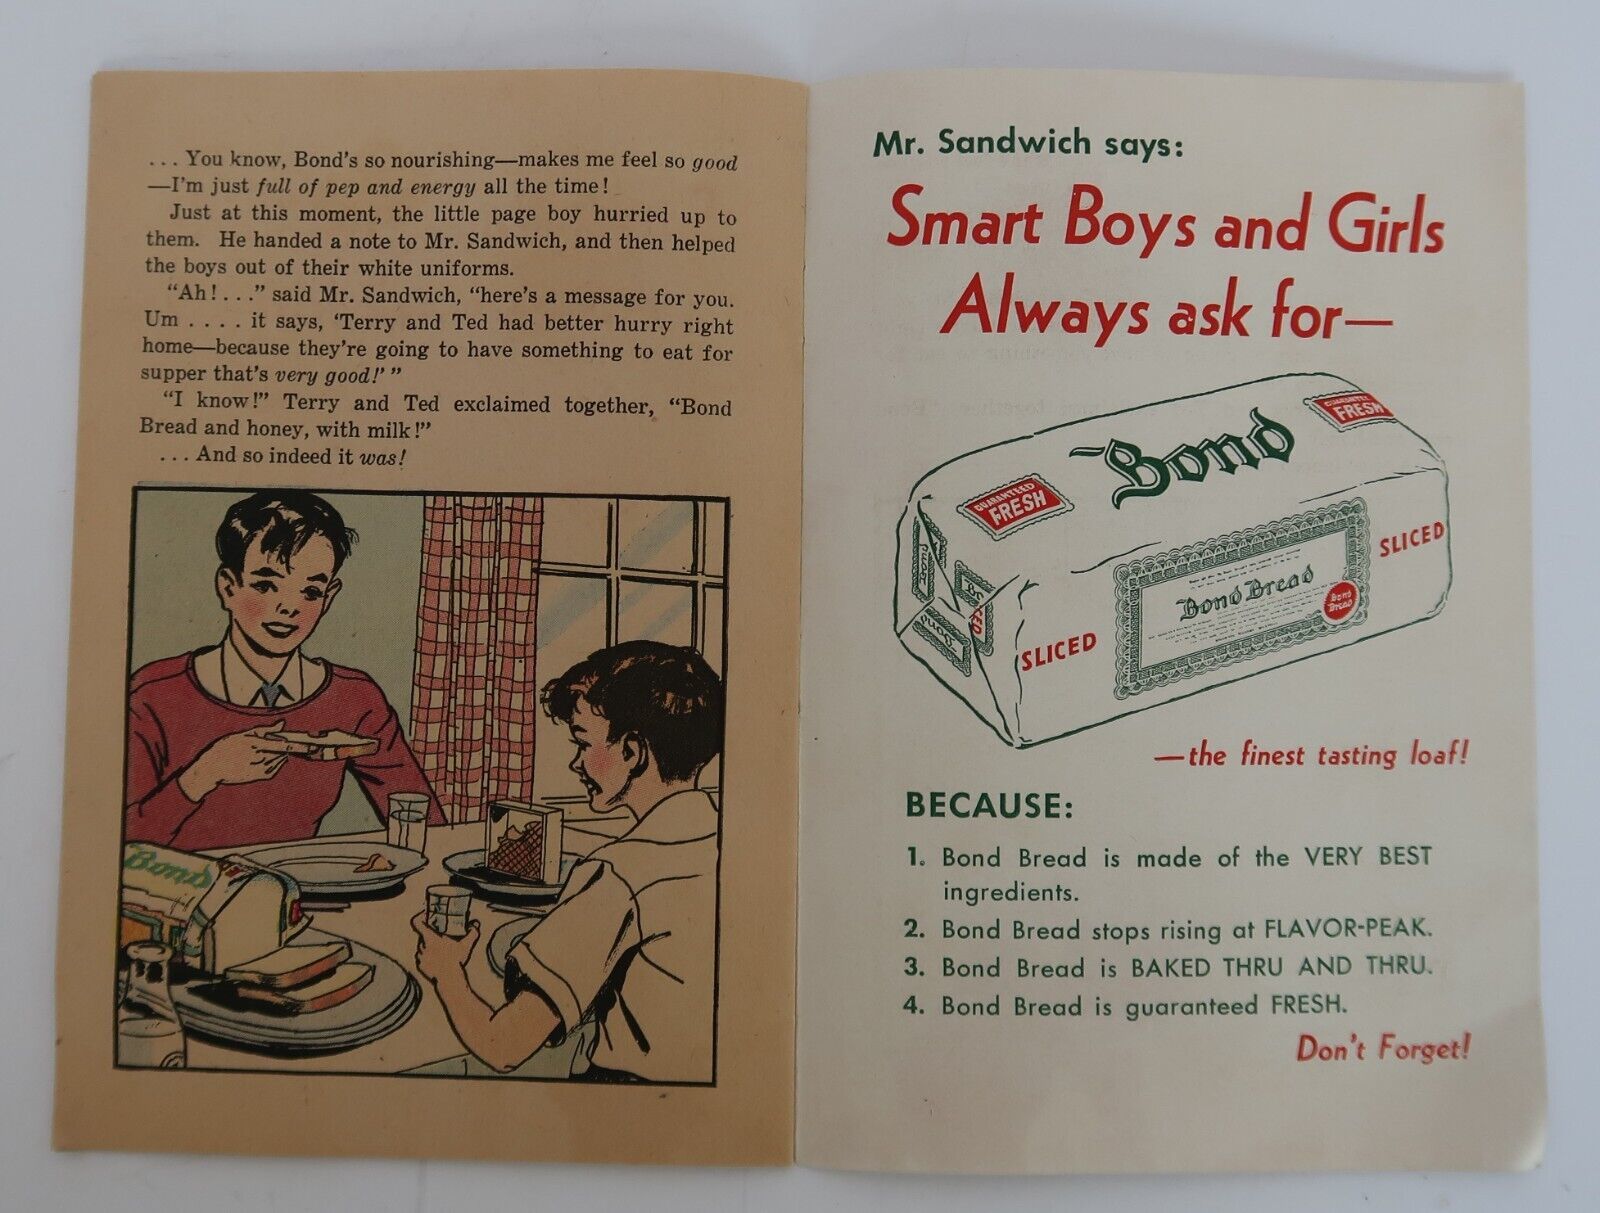 . . . You know, Bond's so nourishing—makes me feel so good
—I'm just full of pep and energy all the time!
Just at this moment, the little page boy hurried up to
them. He handed a note to Mr. Sandwich, and then helped
the boys out of their white uniforms.
"Ah! . . ." said Mr. Sandwich, "here's a message for you.
Um . . . . it says, 'Terry and Ted had better hurry right
home—because they're going to have something to eat for
supper that's very good!' "
"I know!" Terry and Ted exclaimed together, "Bond
Bread and honey, with milk!"
. . . And so indeed it was!
Bond
Mr. Sandwich says:
Smart Boys and Girls
Always ask for—
GUARANTEED
FRESH
Bond
GUARANTEED
FRESH
Bond
Bond
SLICED
Bond Bread
Bond
Bread
SLICED
—the finest tasting loaf!
BECAUSE:
1. Bond Bread is made of the VERY BEST
ingredients.
2. Bond Bread stops rising at FLAVOR-PEAK.
3. Bond Bread is BAKED THRU AND THRU.
4. Bond Bread is guaranteed FRESH.
Don't Forget!